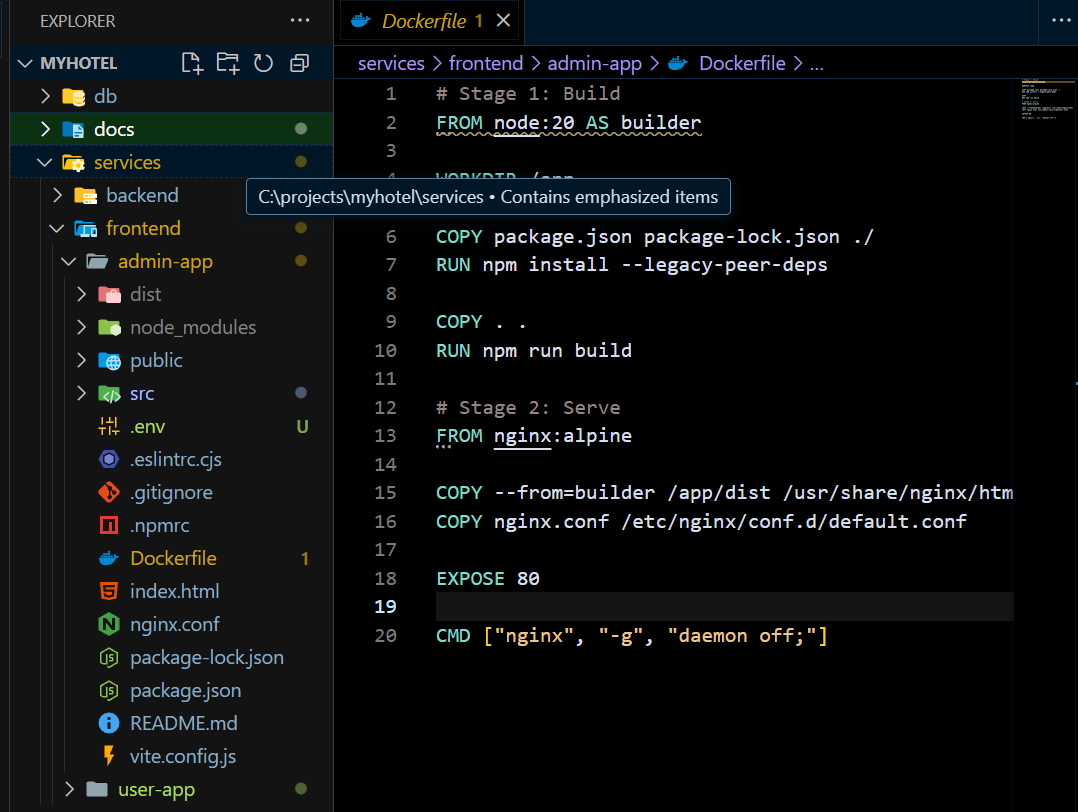 EXPLORER
MYHOTEL
db
docs
services
backend
frontend
admin-app
dist
node_modules
public
src
.env U
.eslintrc.cjs
.gitignore
.npmrc
Dockerfile 1
index.html
nginx.conf
package-lock.json
package.json
README.md
vite.config.js
user-app
C:\projects\myhotel\services • Contains emphasized items
Dockerfile 1
services > frontend > admin-app > Dockerfile > ...
1 # Stage 1: Build
2 FROM node:20 AS builder
3
4 WORKDIR /app
6 COPY package.json package-lock.json ./
7 RUN npm install --legacy-peer-deps
8
9 COPY . .
10 RUN npm run build
11
12 # Stage 2: Serve
13 FROM nginx:alpine
14
15 COPY --from=builder /app/dist /usr/share/nginx/htm
16 COPY nginx.conf /etc/nginx/conf.d/default.conf
17
18 EXPOSE 80
19
20 CMD ["nginx", "-g", "daemon off;"]